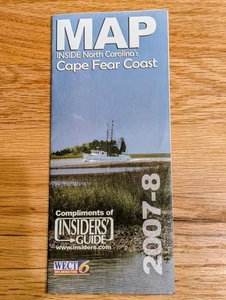 MAP
INSIDE North Carolina's
Cape Fear Coast
2007-8
Compliments of
INSIDERS'
GUIDE
www.insiders.com
WECT 6